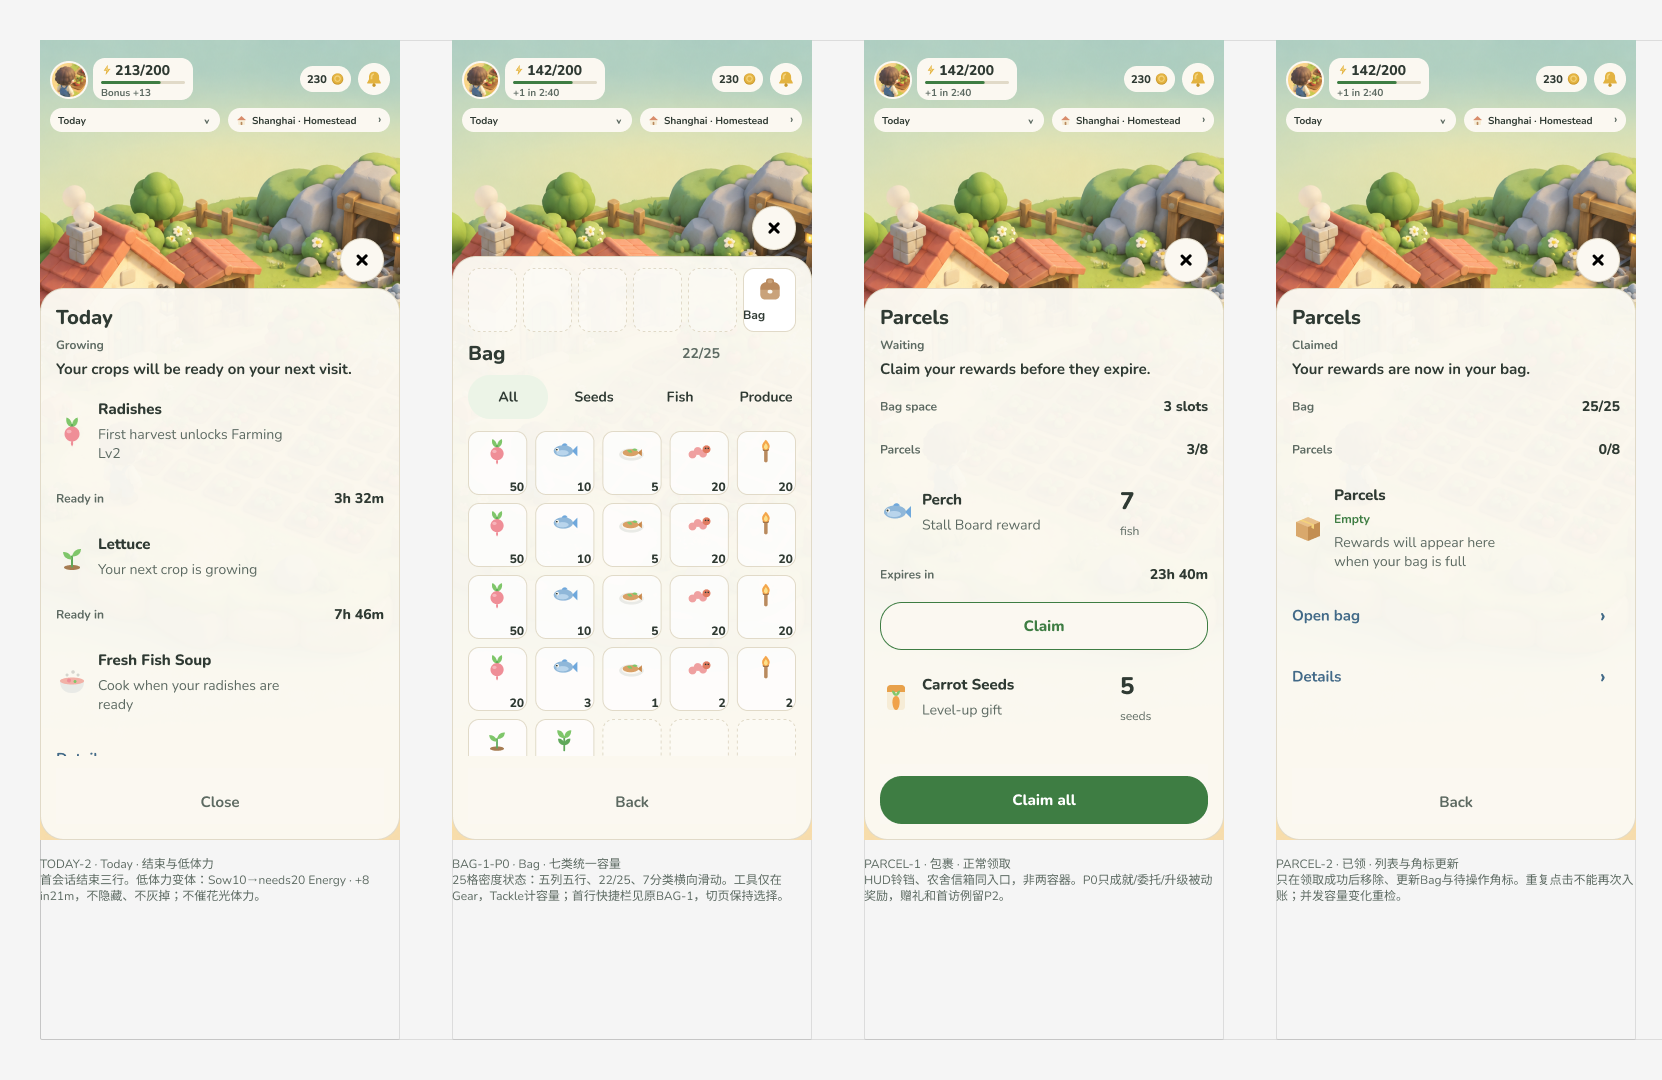 213/200
Bonus +13
230
Today
Shanghai · Homestead
Today
Growing
Your crops will be ready on your next visit.
Radishes
First harvest unlocks Farming
Lv2
Ready in
3h 32m
Lettuce
Your next crop is growing
Ready in
7h 46m
Fresh Fish Soup
Cook when your radishes are
ready
Close
TODAY-2 · Today · 结束与低体力
首会话结束三行。低体力变体：Sow10→needs20 Energy · +8
in21m，不隐藏、不灰掉；不催花光体力。
142/200
+1 in 2:40
230
Today
Shanghai · Homestead
Bag
Bag
22/25
All
Seeds
Fish
Produce
50
10
5
20
20
50
10
5
20
20
50
10
5
20
20
20
3
1
2
2
Back
BAG-1-P0 · Bag · 七类统一容量
25格密度状态：五列五行、22/25、7分类横向滑动。工具仅在
Gear，Tackle计容量；首行快捷栏见原BAG-1，切页保持选择。
142/200
+1 in 2:40
230
Today
Shanghai · Homestead
Parcels
Waiting
Claim your rewards before they expire.
Bag space
3 slots
Parcels
3/8
Perch
Stall Board reward
7
fish
Expires in
23h 40m
Claim
Carrot Seeds
Level-up gift
5
seeds
Claim all
PARCEL-1 · 包裹 · 正常领取
HUD铃铛、农舍信箱同入口，非两容器。P0只成就/委托/升级被动
奖励，赠礼和首访例留P2。
142/200
+1 in 2:40
230
Today
Shanghai · Homestead
Parcels
Claimed
Your rewards are now in your bag.
Bag
25/25
Parcels
0/8
Parcels
Empty
Rewards will appear here
when your bag is full
Open bag
Details
Back
PARCEL-2 · 已领 · 列表与角标更新
只在领取成功后移除、更新Bag与待操作角标。重复点击不能再次入
账；并发容量变化重检。